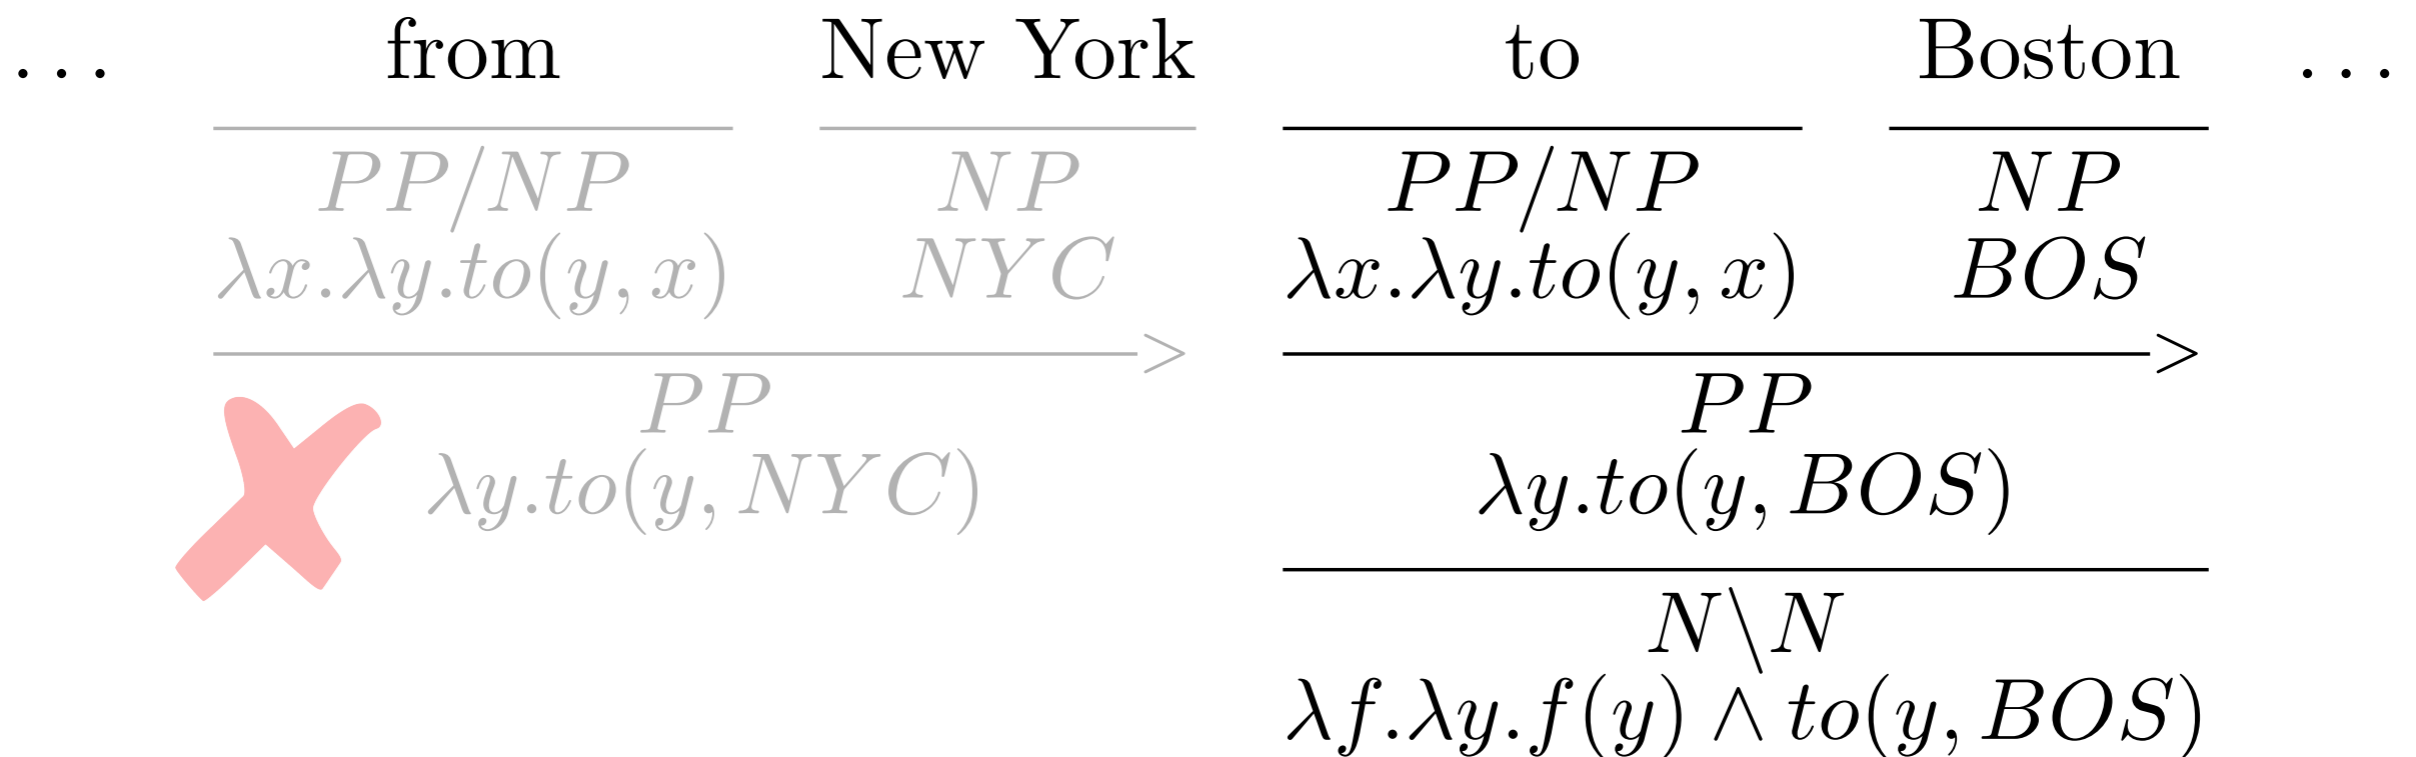 ... from New York to Boston ...
PP/NP NP PP/NP NP
λx.λy.to(y, x) NYC λx.λy.to(y, x) BOS
> >
PP PP
λy.to(y, NYC) λy.to(y, BOS)
N\N
λf.λy.f(y) ∧ to(y, BOS)